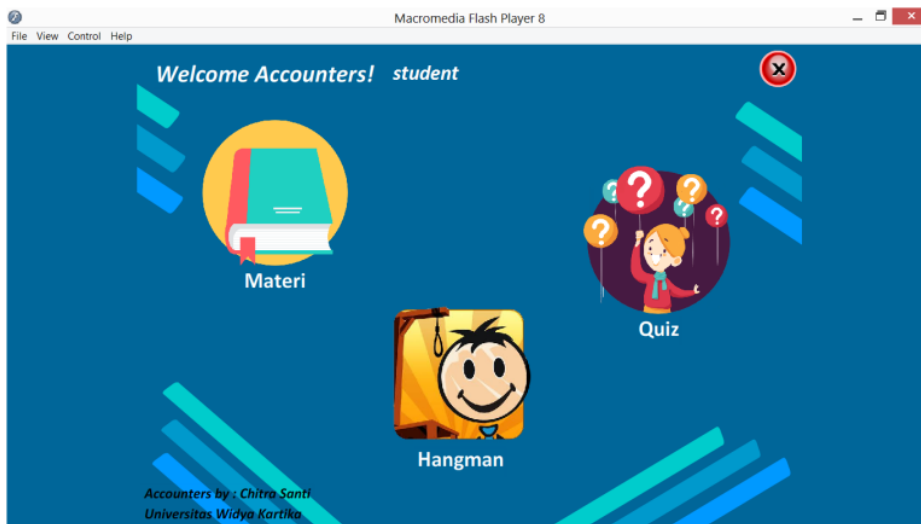 Macromedia Flash Player 8
File View Control Help
Welcome Accounters! student
X
Materi
? ? ? ? ? ?
Quiz
Hangman
Accounters by : Chitra Santi
Universitas Widya Kartika